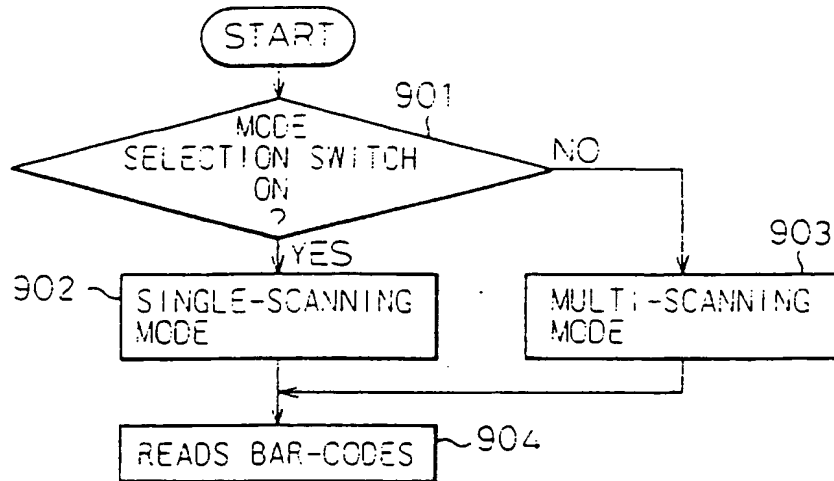 START
901
MODE
SELECTION SWITCH
ON
?
NO
YES
903
902
SINGLE-SCANNING
MODE
MULTI-SCANNING
MODE
READS BAR-CODES
904